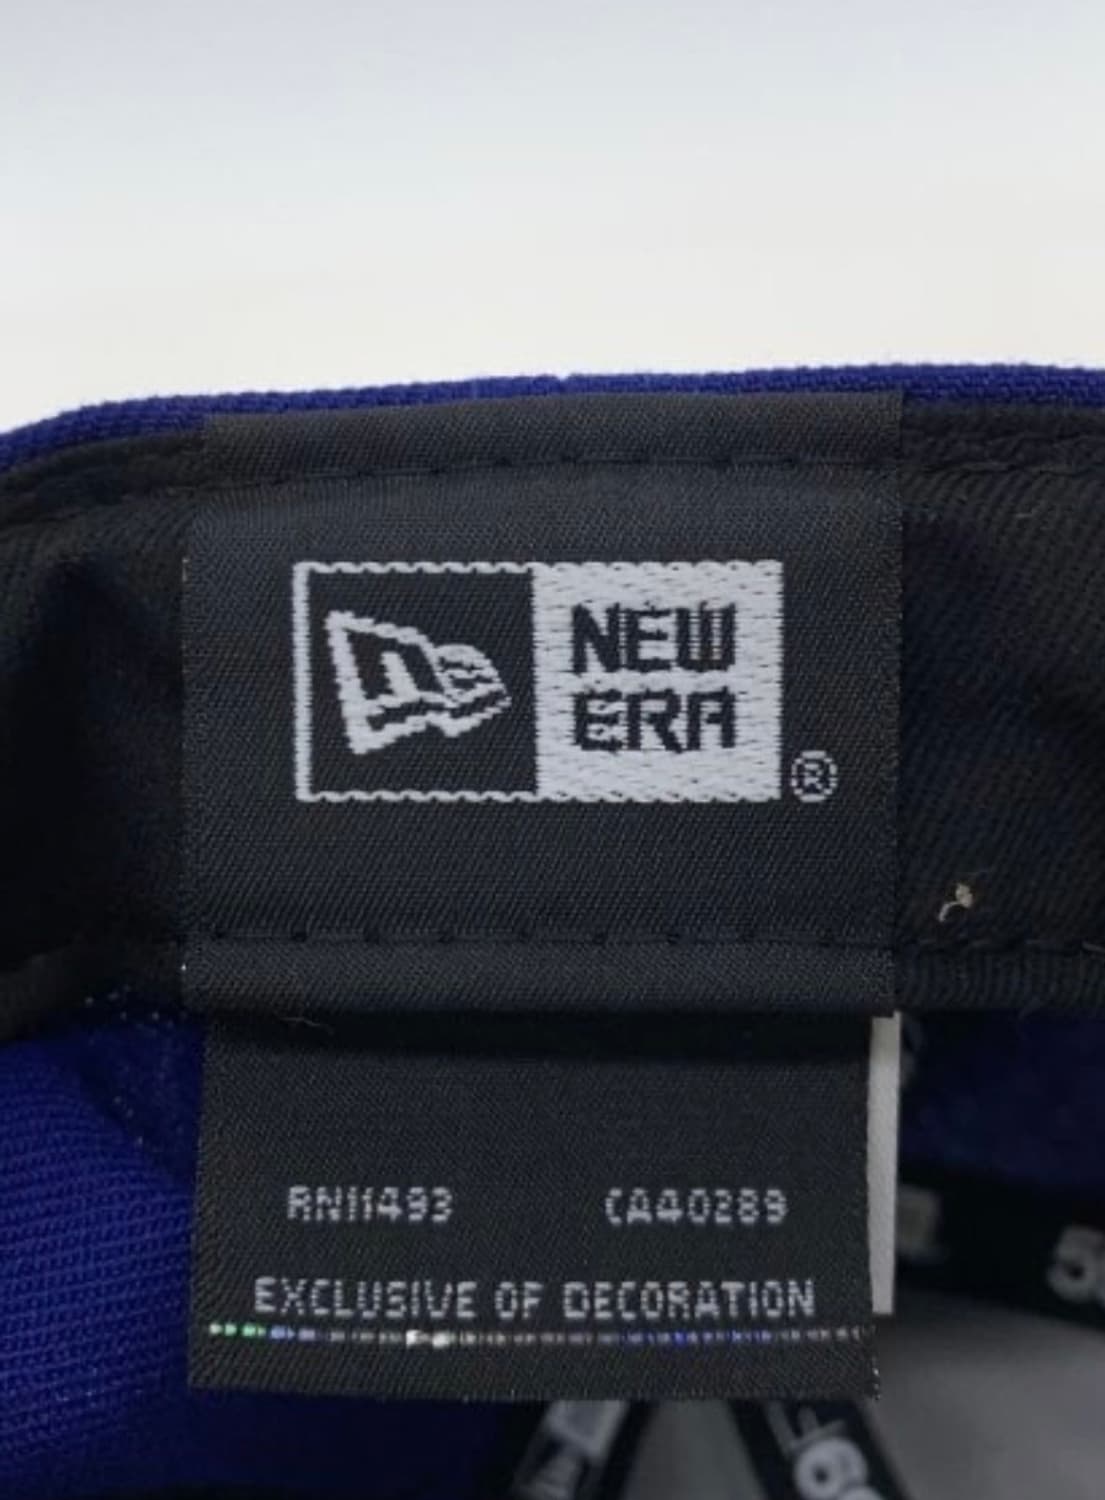 NEW
ERA
®
RN11493 CA40289
EXCLUSIVE OF DECORATION